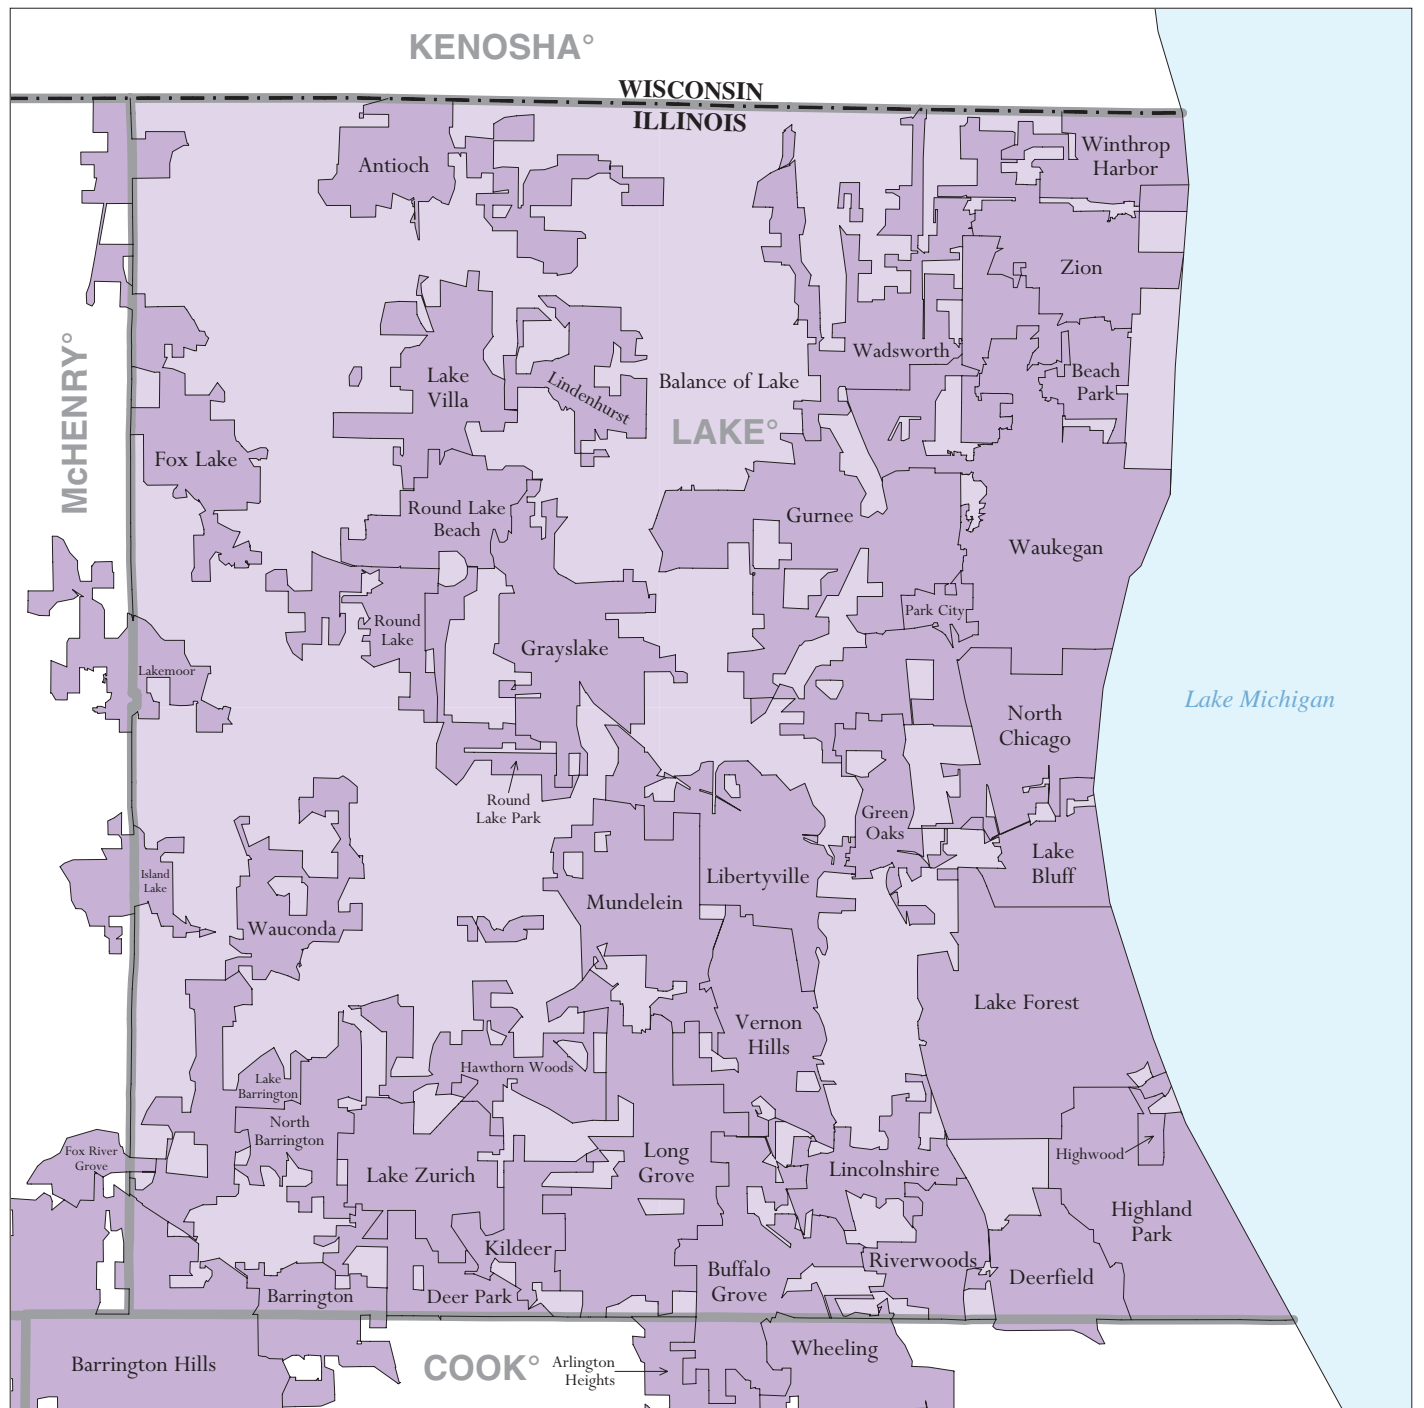 KENOSHA°
WISCONSIN
ILLINOIS
Antioch
Winthrop
Harbor
Zion
McHENRY°
Wadsworth
Lake
Villa
Lindenhurst
Balance of Lake
Beach
Park
LAKE°
Fox Lake
Round Lake
Beach
Gurnee
Waukegan
Park City
Round
Lake
Grayslake
Lakemoor
Lake Michigan
North
Chicago
Round
Lake Park
Green
Oaks
Lake
Bluff
Island
Lake
Libertyville
Mundelein
Wauconda
Lake Forest
Vernon
Hills
Hawthorn Woods
Lake
Barrington
North
Barrington
Fox River
Grove
Highwood
Long
Grove
Lincolnshire
Lake Zurich
Highland
Park
Kildeer
Riverwoods
Buffalo
Grove
Deerfield
Barrington
Deer Park
Wheeling
Barrington Hills
COOK°
Arlington
Heights